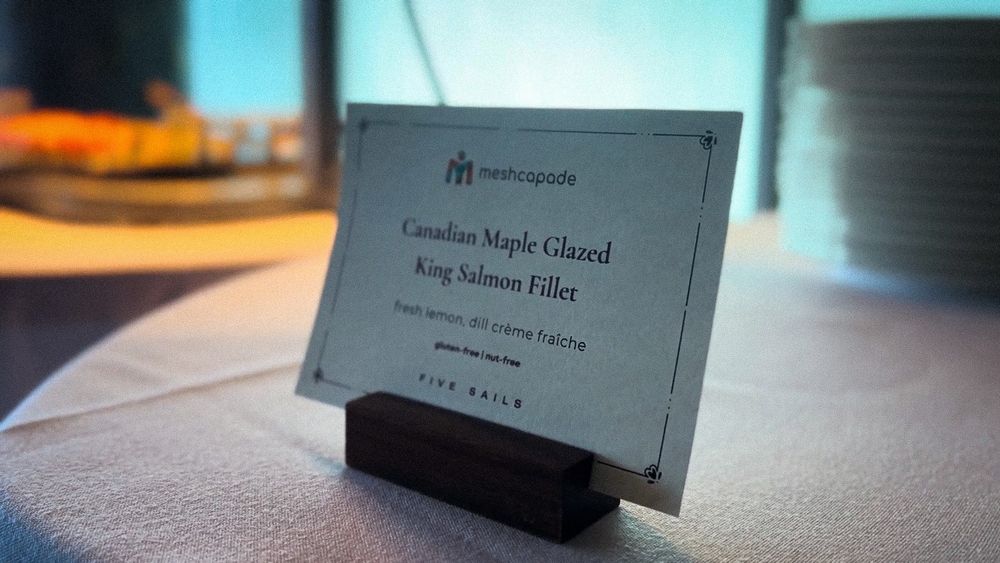 meshcapade
Canadian Maple Glazed
King Salmon Fillet
fresh lemon, dill crème fraîche
gluten-free | nut-free
FIVE SAILS